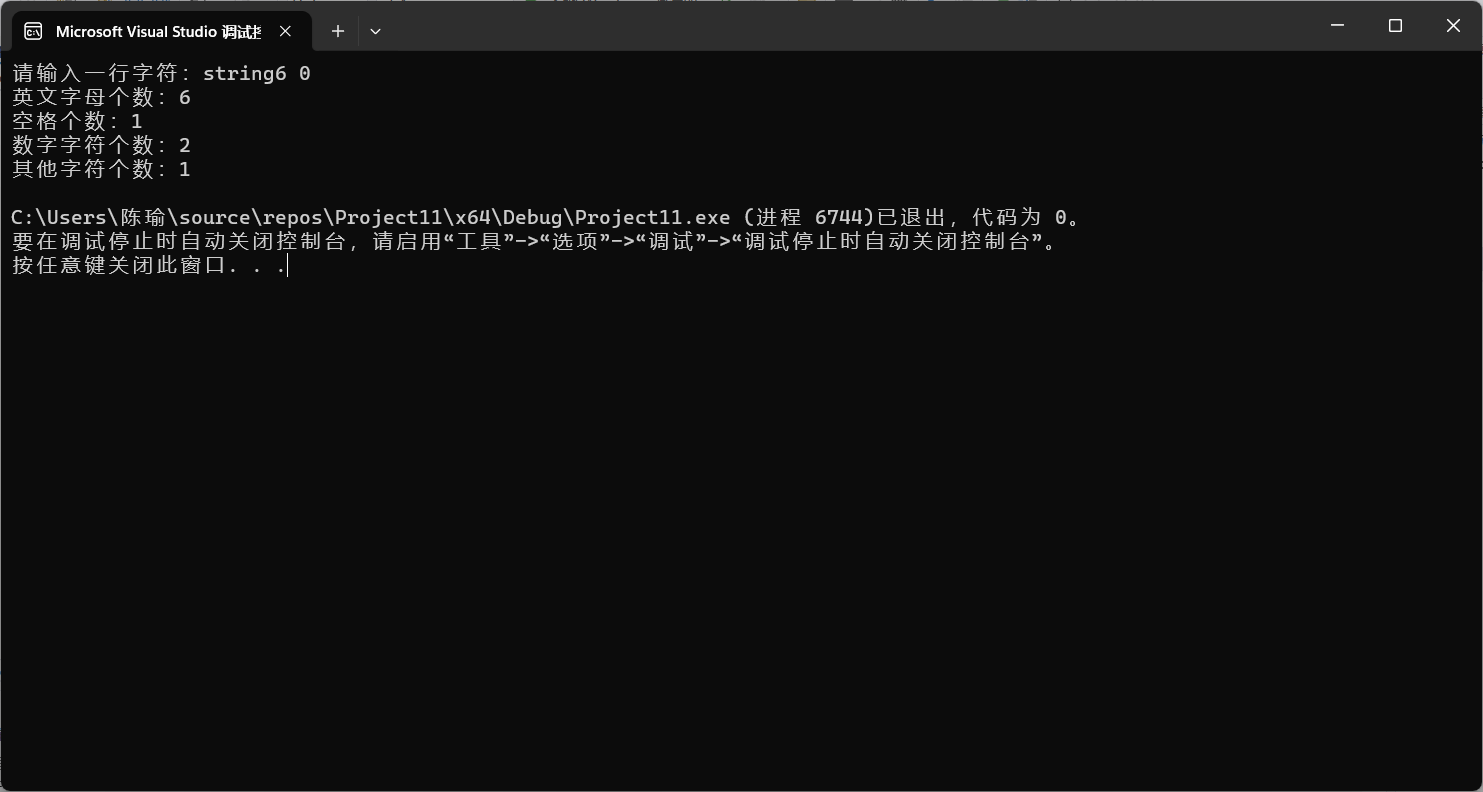 Microsoft Visual Studio 调试
请输入一行字符：string6 0
英文字母个数：6
空格个数：1
数字字符个数：2
其他字符个数：1
C:\Users\陈瑜\source\repos\Project11\x64\Debug\Project11.exe (进程 6744)已退出，代码为 0。
要在调试停止时自动关闭控制台，请启用“工具”->“选项”->“调试”->“调试停止时自动关闭控制台”。
按任意键关闭此窗口. . .